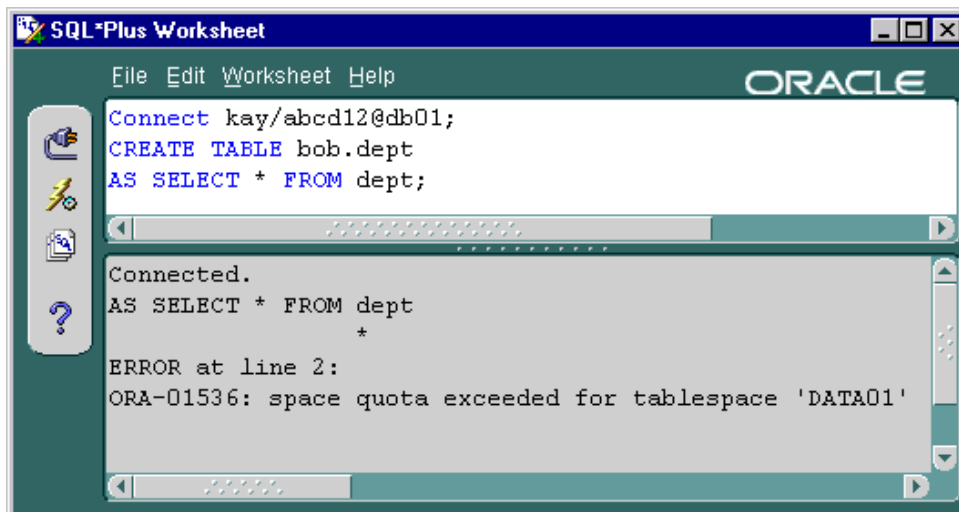 SQL*Plus Worksheet
File Edit Worksheet Help
ORACLE
Connect kay/abcd12@db01;
CREATE TABLE bob.dept
AS SELECT * FROM dept;
Connected.
AS SELECT * FROM dept
*
ERROR at line 2:
ORA-01536: space quota exceeded for tablespace 'DATA01'